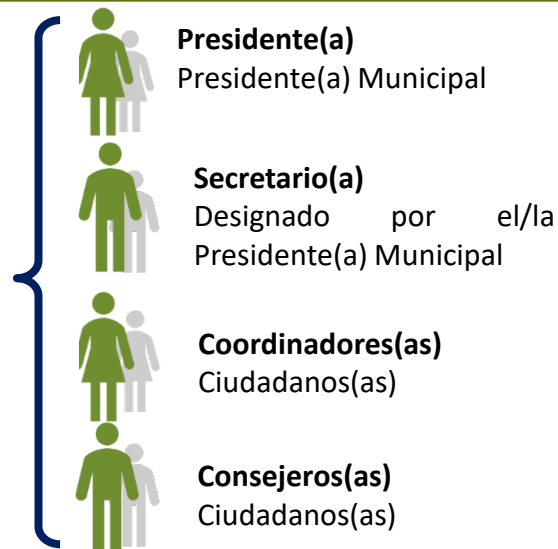 Presidente(a)
Presidente(a) Municipal
Secretario(a)
Designado por el/la
Presidente(a) Municipal
Coordinadores(as)
Ciudadanos(as)
Consejeros(as)
Ciudadanos(as)